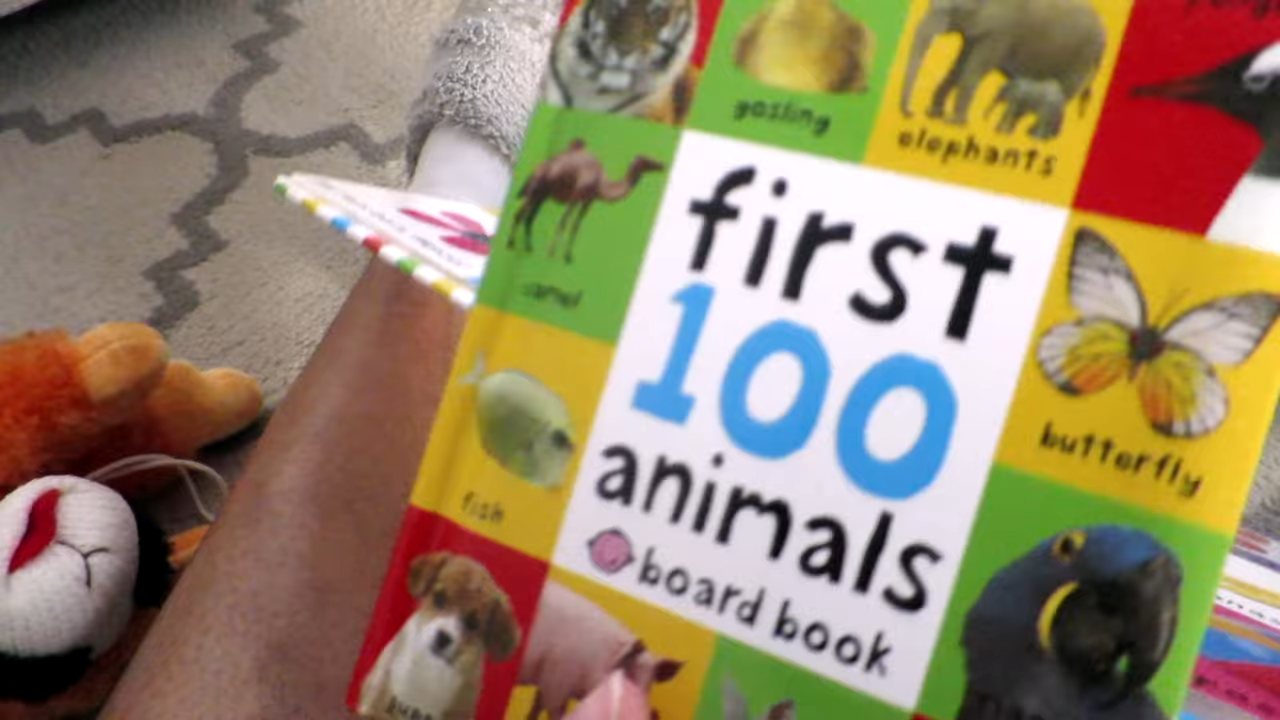 gosling
elephants
camel
first
100
animals
board book
fish
butterfly